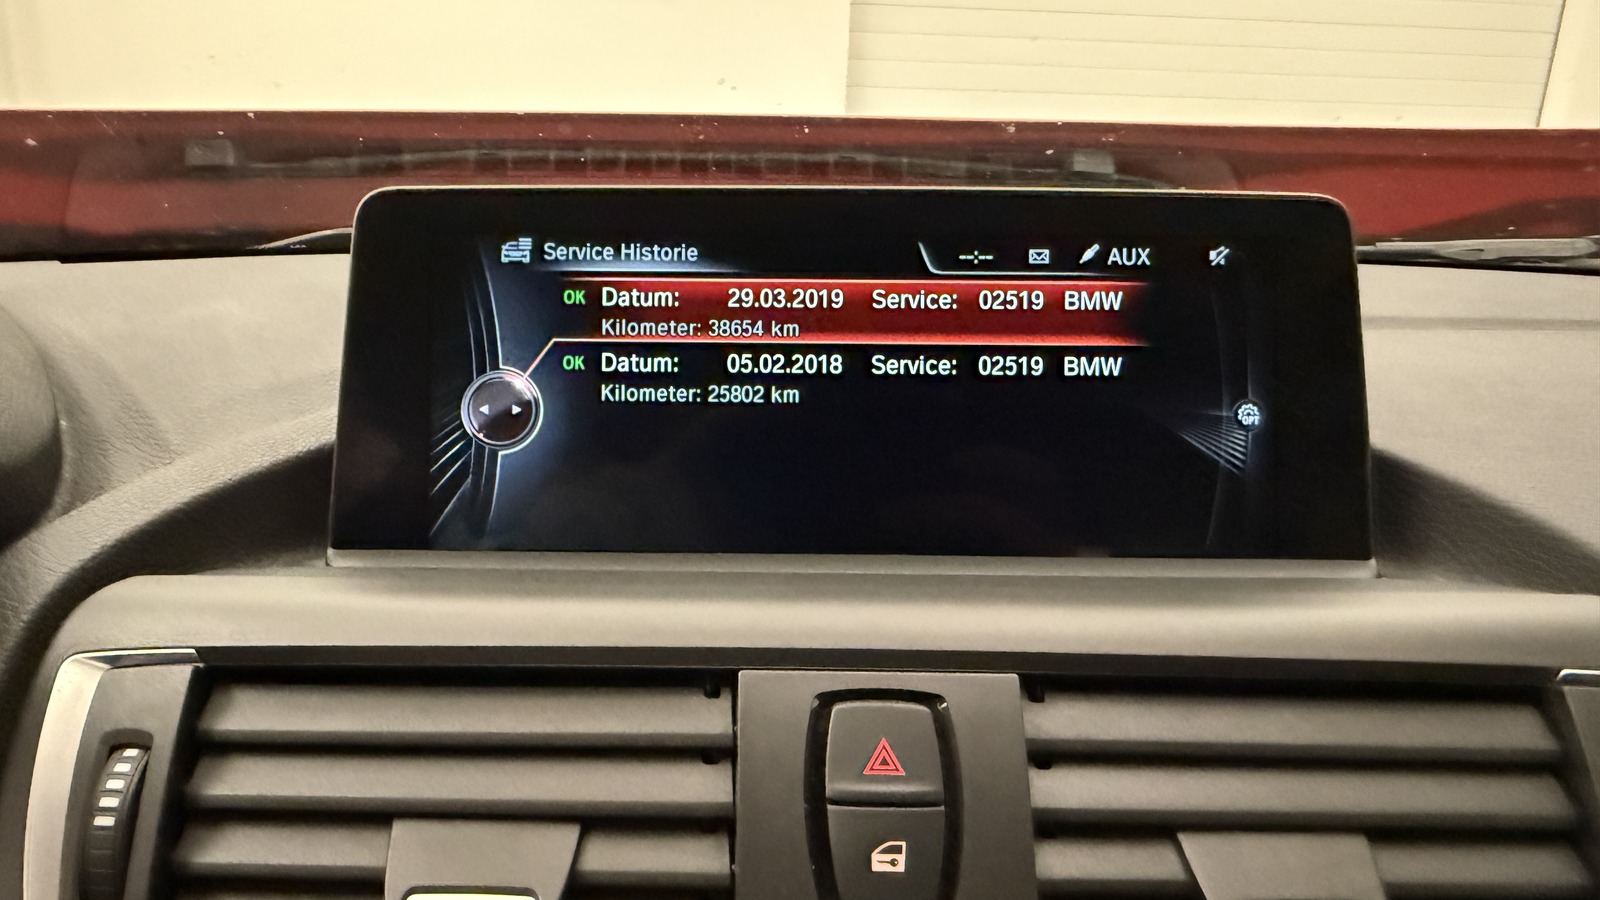 Service Historie --:-- AUX
OK Datum: 29.03.2019 Service: 02519 BMW
Kilometer: 38654 km
OK Datum: 05.02.2018 Service: 02519 BMW
Kilometer: 25802 km
OPT